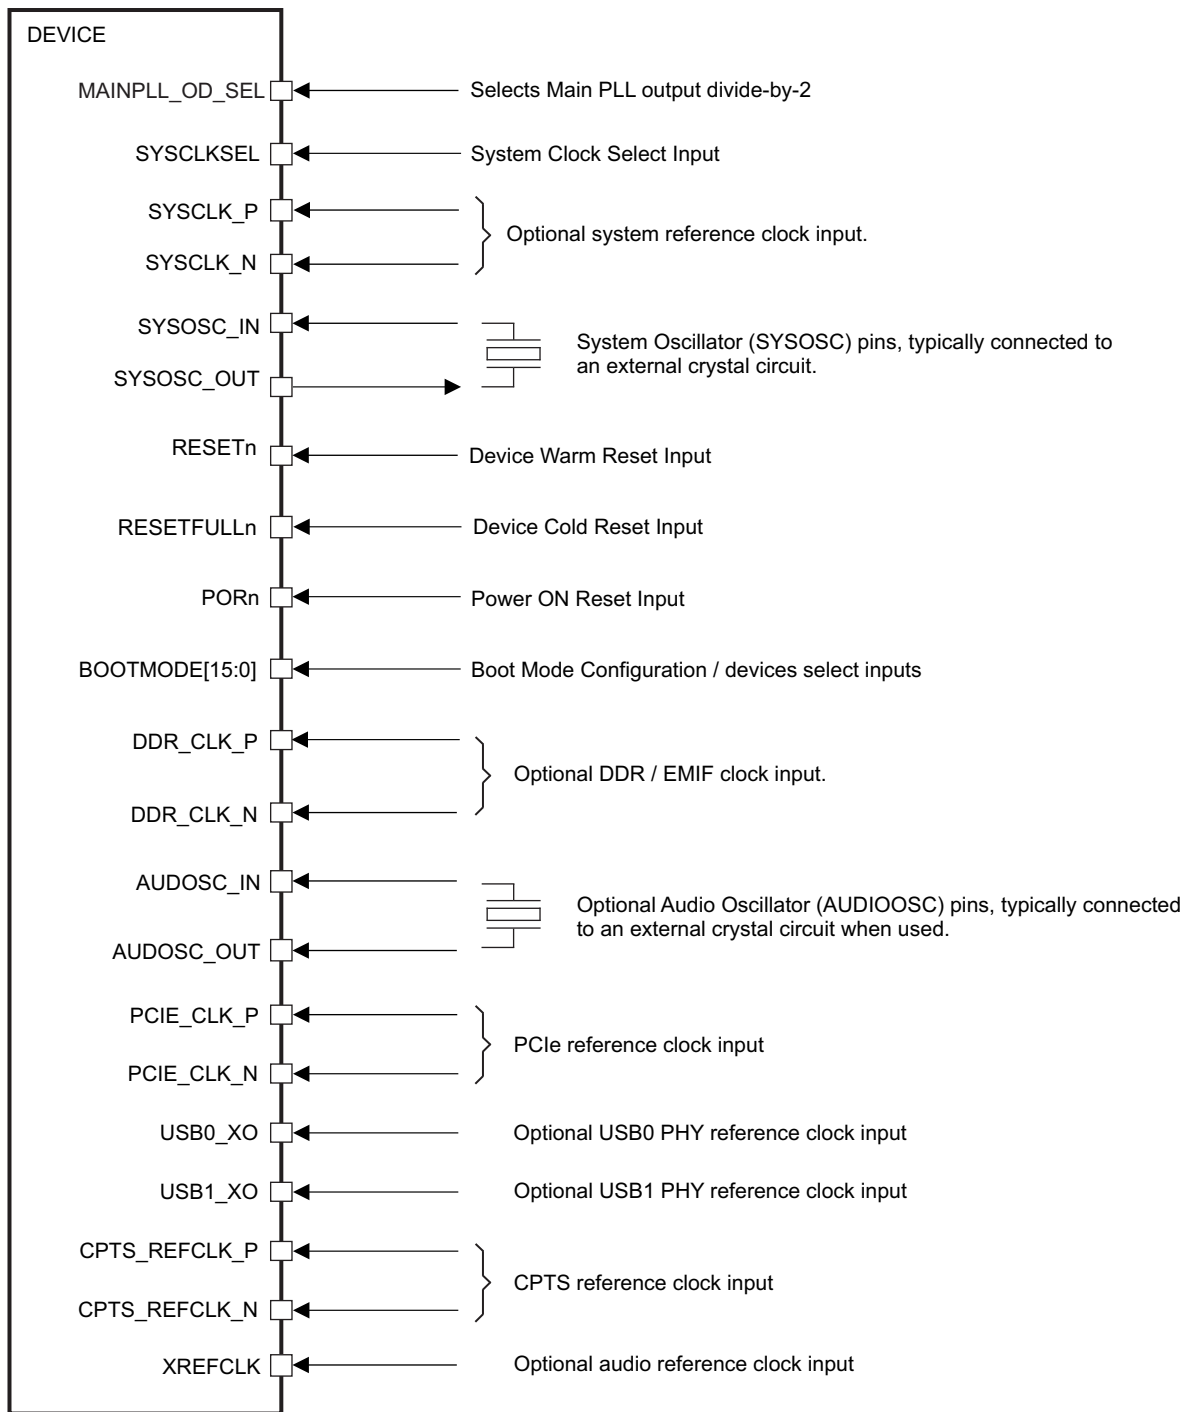 DEVICE
MAINPLL_OD_SEL Selects Main PLL output divide-by-2
SYSCLKSEL System Clock Select Input
SYSCLK_P
Optional system reference clock input.
SYSCLK_N
SYSOSC_IN
System Oscillator (SYSOSC) pins, typically connected to
an external crystal circuit.
SYSOSC_OUT
RESETn Device Warm Reset Input
RESETFULLn Device Cold Reset Input
PORn Power ON Reset Input
BOOTMODE[15:0] Boot Mode Configuration / devices select inputs
DDR_CLK_P
Optional DDR / EMIF clock input.
DDR_CLK_N
AUDOSC_IN
Optional Audio Oscillator (AUDIOOSC) pins, typically connected
to an external crystal circuit when used.
AUDOSC_OUT
PCIE_CLK_P
PCIe reference clock input
PCIE_CLK_N
USB0_XO Optional USB0 PHY reference clock input
USB1_XO Optional USB1 PHY reference clock input
CPTS_REFCLK_P
CPTS reference clock input
CPTS_REFCLK_N
XREFCLK Optional audio reference clock input